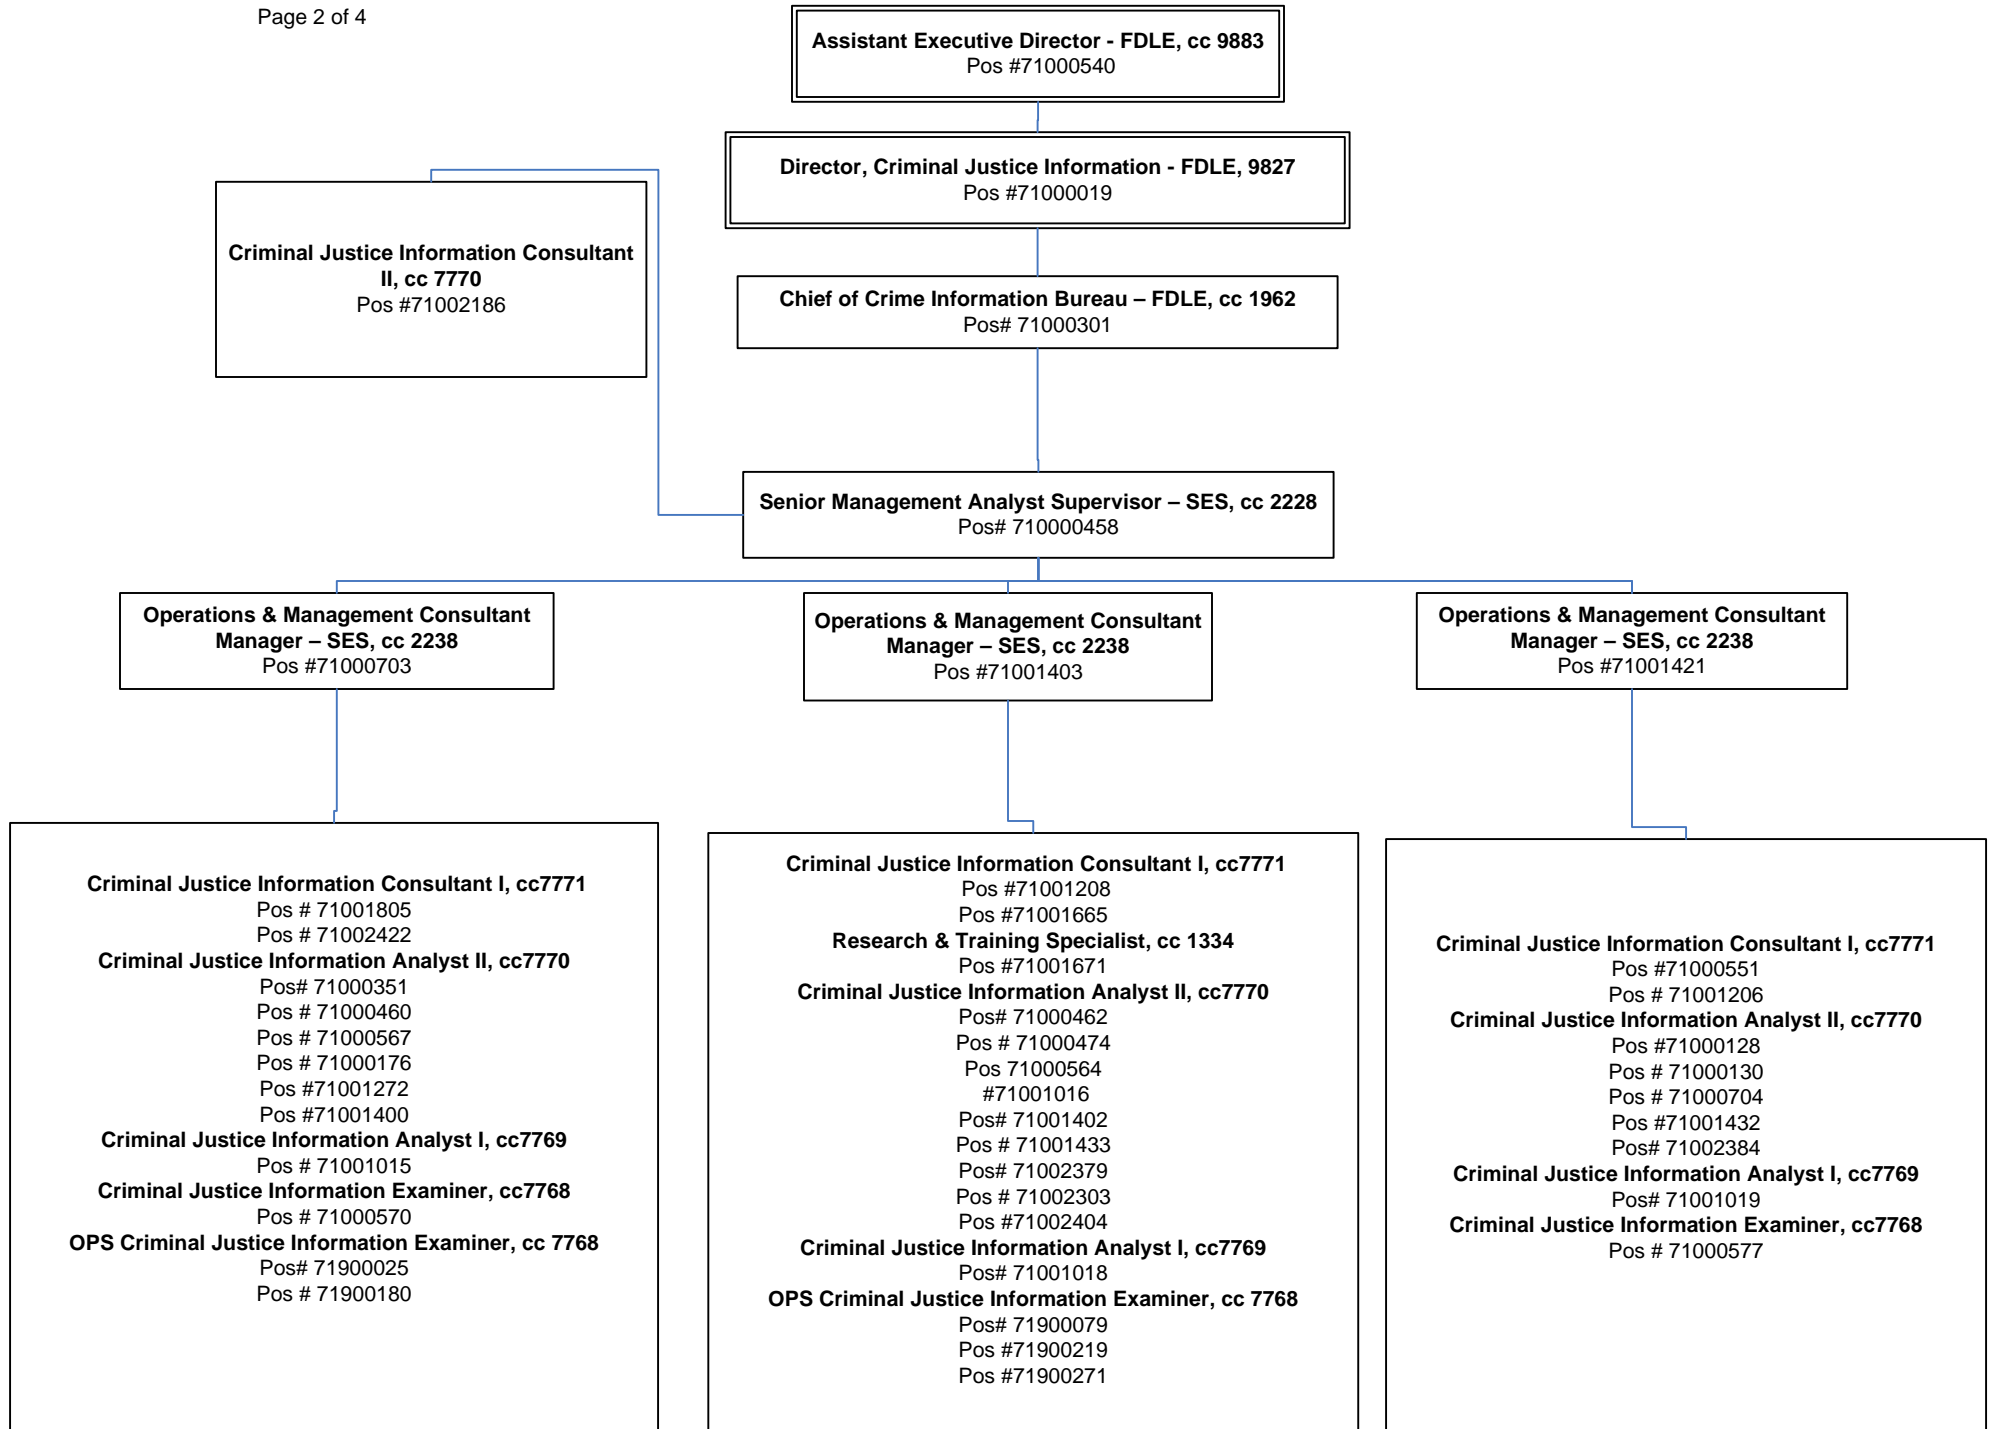 Page 2 of 4
Assistant Executive Director - FDLE, cc 9883
Pos #71000540
Director, Criminal Justice Information - FDLE, 9827
Pos #71000019
Criminal Justice Information Consultant
II, cc 7770
Pos #71002186
Chief of Crime Information Bureau – FDLE, cc 1962
Pos# 71000301
Senior Management Analyst Supervisor – SES, cc 2228
Pos# 710000458
Operations & Management Consultant
Manager – SES, cc 2238
Pos #71000703
Operations & Management Consultant
Manager – SES, cc 2238
Pos #71001403
Operations & Management Consultant
Manager – SES, cc 2238
Pos #71001421
Criminal Justice Information Consultant I, cc7771
Pos # 71001805
Pos # 71002422
Criminal Justice Information Analyst II, cc7770
Pos# 71000351
Pos # 71000460
Pos # 71000567
Pos # 71000176
Pos #71001272
Pos #71001400
Criminal Justice Information Analyst I, cc7769
Pos # 71001015
Criminal Justice Information Examiner, cc7768
Pos # 71000570
OPS Criminal Justice Information Examiner, cc 7768
Pos# 71900025
Pos # 71900180
Criminal Justice Information Consultant I, cc7771
Pos #71001208
Pos #71001665
Research & Training Specialist, cc 1334
Pos #71001671
Criminal Justice Information Analyst II, cc7770
Pos# 71000462
Pos # 71000474
Pos 71000564
#71001016
Pos# 71001402
Pos # 71001433
Pos# 71002379
Pos # 71002303
Pos # 71002404
Criminal Justice Information Analyst I, cc7769
Pos# 71001018
OPS Criminal Justice Information Examiner, cc 7768
Pos# 71900079
Pos #71900219
Pos #71900271
Criminal Justice Information Consultant I, cc7771
Pos #71000551
Pos # 71001206
Criminal Justice Information Analyst II, cc7770
Pos #71000128
Pos # 71000130
Pos # 71000704
Pos #71001432
Pos# 71002384
Criminal Justice Information Analyst I, cc7769
Pos# 71001019
Criminal Justice Information Examiner, cc7768
Pos # 71000577